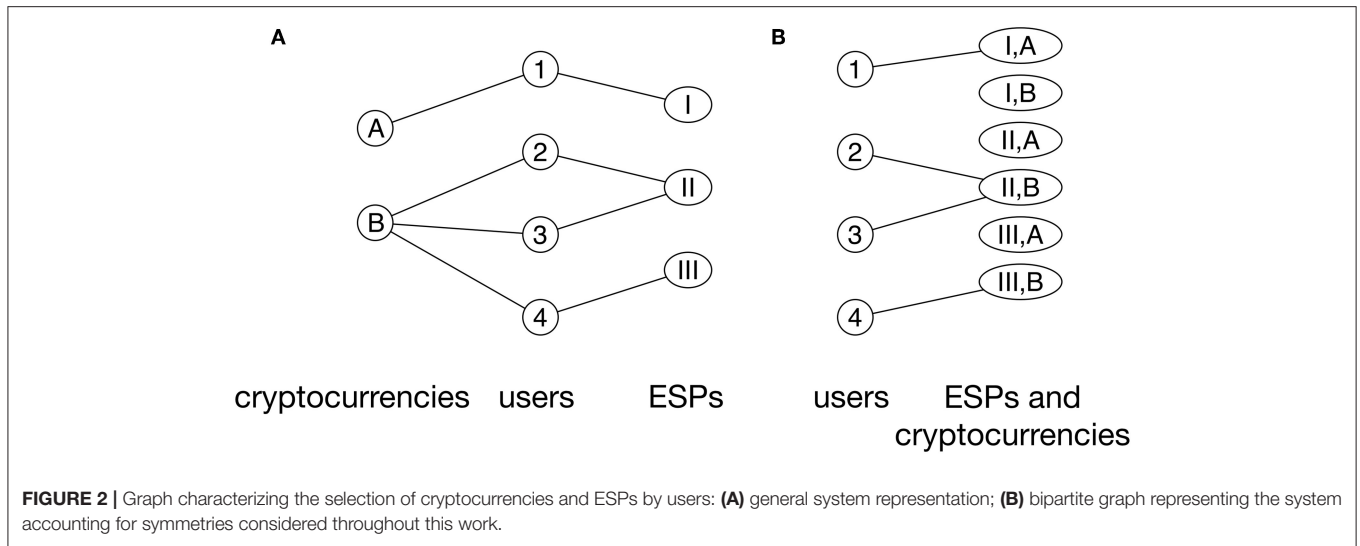 A
B
1
I
A
2
II
B
3
III
4
cryptocurrencies users ESPs
1
I,A
I,B
II,A
2
II,B
3
III,A
III,B
4
users ESPs and
cryptocurrencies
FIGURE 2 | Graph characterizing the selection of cryptocurrencies and ESPs by users: (A) general system representation; (B) bipartite graph representing the system
accounting for symmetries considered throughout this work.